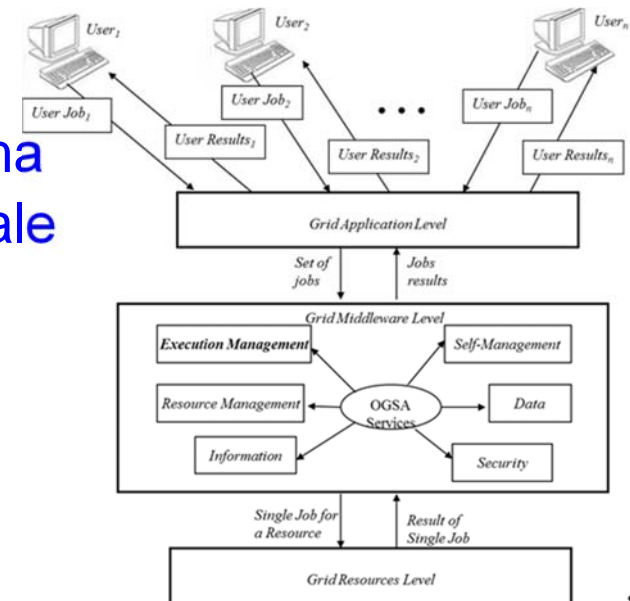 User₁
User₂
Userₙ
User Job₁
User Results₁
User Job₂
User Results₂
• • •
User Jobₙ
User Resultsₙ
na
ale
Grid Application Level
Set of
jobs
Jobs
results
Grid Middleware Level
Execution Management
Self-Management
Resource Management
OGSA
Services
Data
Information
Security
Single Job for
a Resource
Result of
Single Job
Grid Resources Level